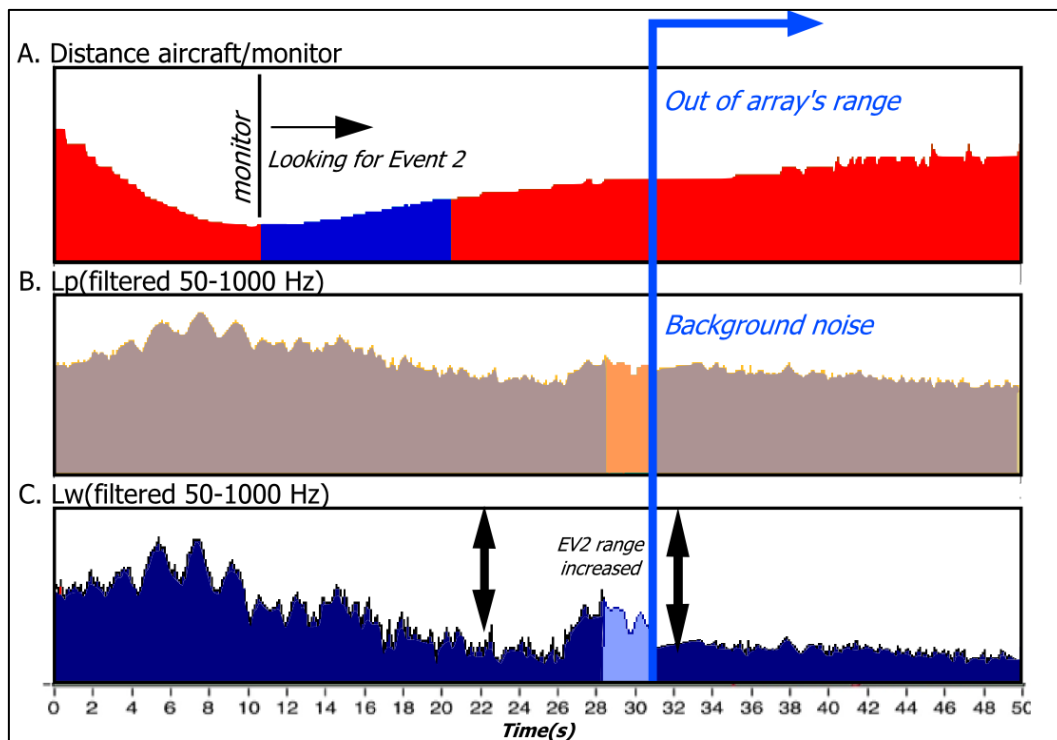 A. Distance aircraft/monitor
monitor
Looking for Event 2
Out of array's range
B. Lp(filtered 50-1000 Hz)
Background noise
C. Lw(filtered 50-1000 Hz)
EV2 range
increased
0 2 4 6 8 10 12 14 16 18 20 22 24 26 28 30 32 34 36 38 40 42 44 46 48 50
Time(s)